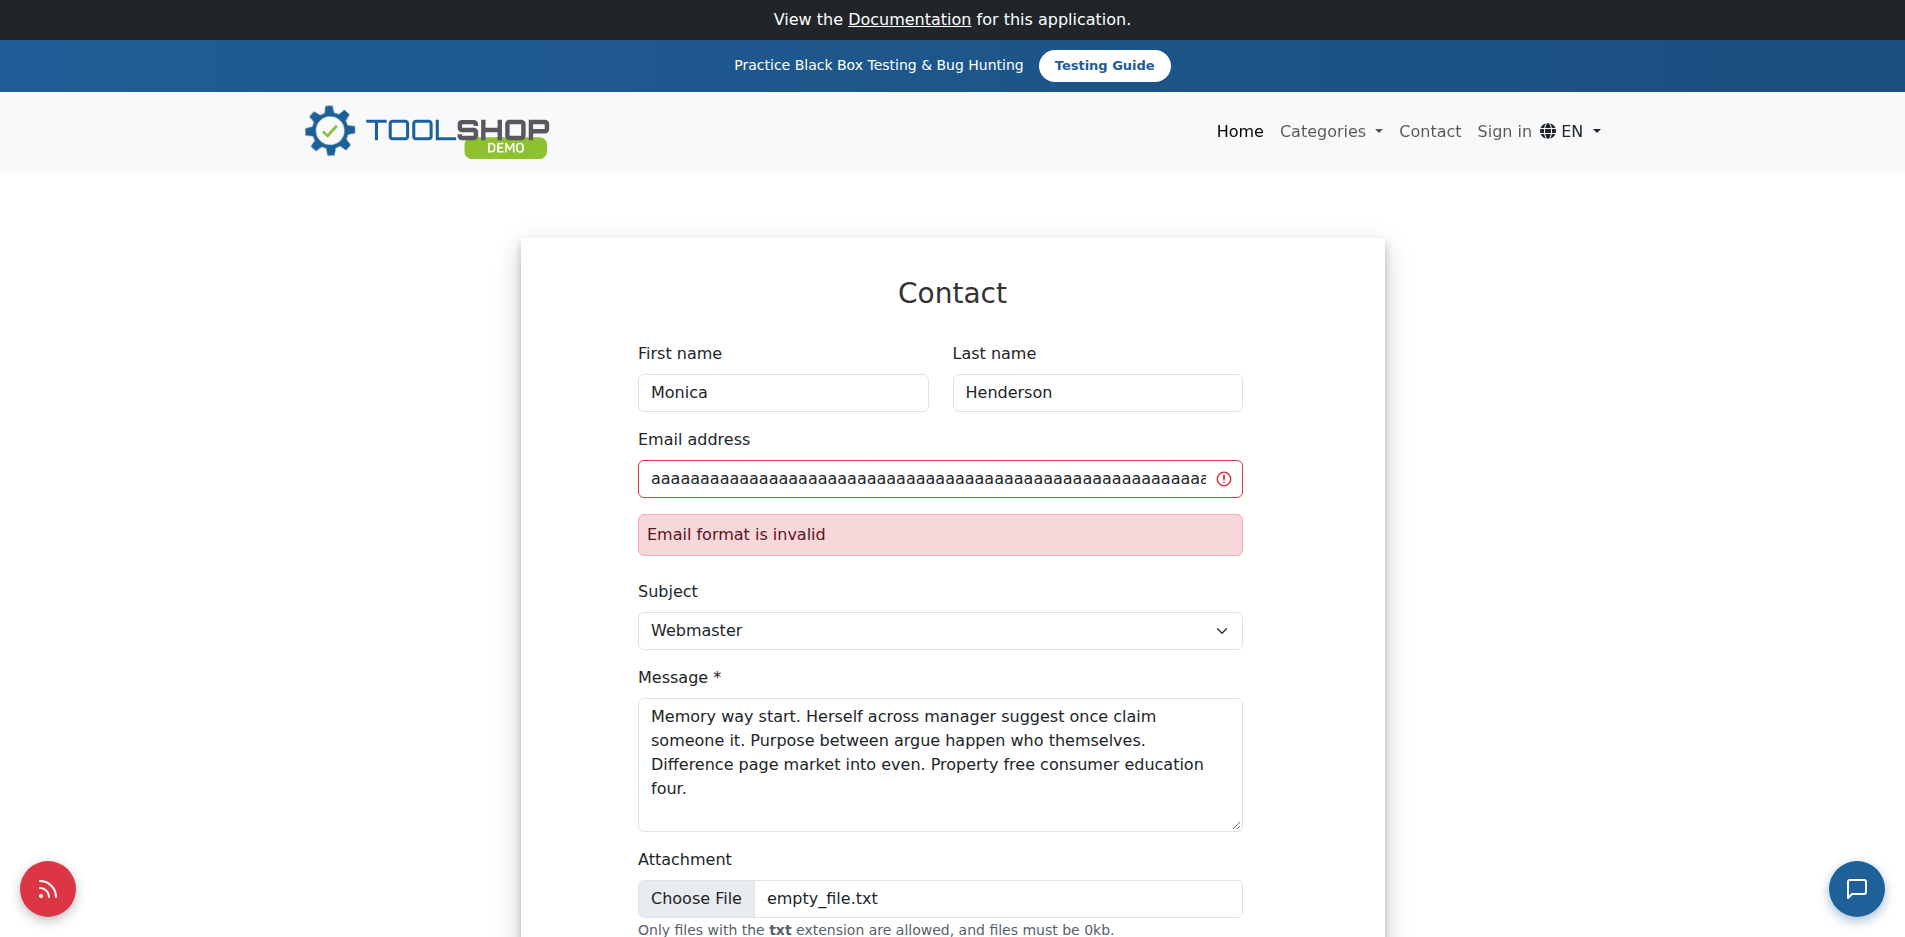 View the Documentation for this application.
Practice Black Box Testing & Bug Hunting Testing Guide
TOOLSHOP
DEMO
Home Categories Contact Sign in EN
Contact
First name Last name
Monica Henderson
Email address
aaaaaaaaaaaaaaaaaaaaaaaaaaaaaaaaaaaaaaaaaaaaaaaaaaaaaaaaa
Email format is invalid
Subject
Webmaster
Message *
Memory way start. Herself across manager suggest once claim
someone it. Purpose between argue happen who themselves.
Difference page market into even. Property free consumer education
four.
Attachment
Choose File empty_file.txt
Only files with the txt extension are allowed, and files must be 0kb.